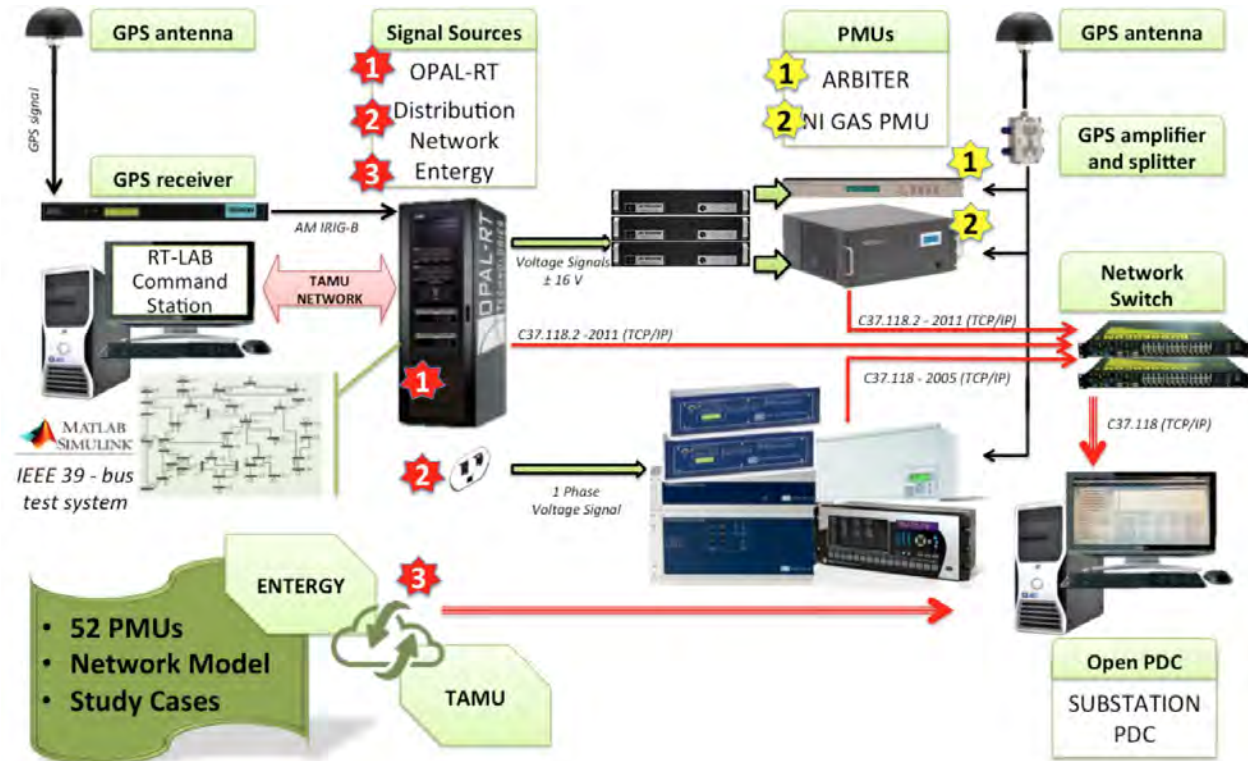 GPS antenna
GPS signal
GPS receiver
AM IRIG-B
Signal Sources
1 OPAL-RT
2 Distribution
Network
3 Entergy
PMUs
1 ARBITER
2 NI GAS PMU
GPS antenna
GPS amplifier
and splitter
1
2
RT-LAB
Command
Station
TAMU
NETWORK
OPAL-RT
TECHNOLOGIES
1
Voltage Signals
± 16 V
Network
Switch
C37.118.2 - 2011 (TCP/IP)
C37.118.2 -2011 (TCP/IP)
C37.118 - 2005 (TCP/IP)
C37.118 (TCP/IP)
MATLAB
SIMULINK
IEEE 39 - bus
test system
2
1 Phase
Voltage Signal
ENTERGY
3
• 52 PMUs
• Network Model
• Study Cases
TAMU
Open PDC
SUBSTATION
PDC